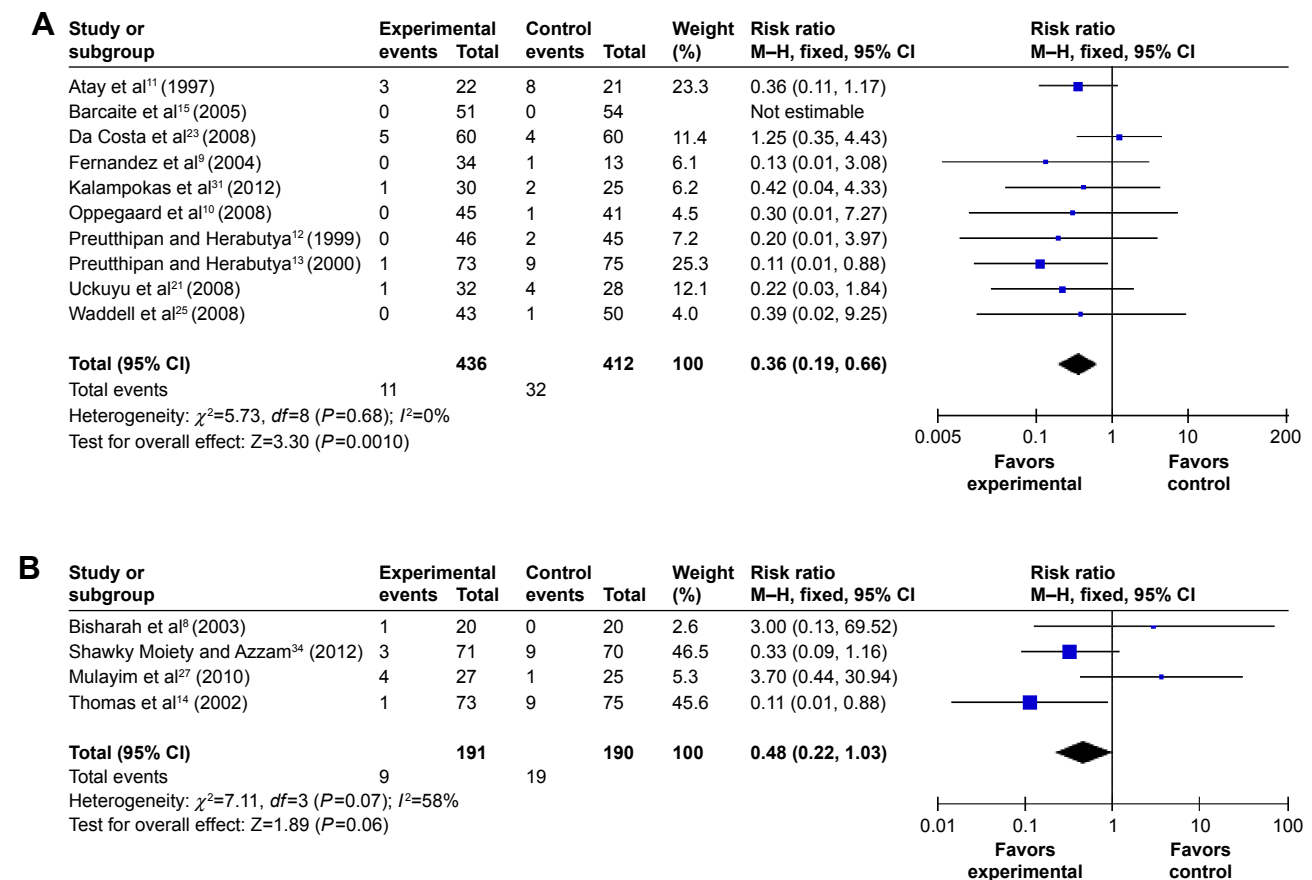 A
Study or Experimental Control Weight Risk ratio Risk ratio
subgroup events Total events Total (%) M–H, fixed, 95% CI M–H, fixed, 95% CI
Atay et al¹¹ (1997) 3 22 8 21 23.3 0.36 (0.11, 1.17)
Barcaite et al¹⁵ (2005) 0 51 0 54 Not estimable
Da Costa et al²³ (2008) 5 60 4 60 11.4 1.25 (0.35, 4.43)
Fernandez et al⁹ (2004) 0 34 1 13 6.1 0.13 (0.01, 3.08)
Kalampokas et al³¹ (2012) 1 30 2 25 6.2 0.42 (0.04, 4.33)
Oppegaard et al¹⁰ (2008) 0 45 1 41 4.5 0.30 (0.01, 7.27)
Preutthipan and Herabutya¹² (1999) 0 46 2 45 7.2 0.20 (0.01, 3.97)
Preutthipan and Herabutya¹³ (2000) 1 73 9 75 25.3 0.11 (0.01, 0.88)
Uckuyu et al²¹ (2008) 1 32 4 28 12.1 0.22 (0.03, 1.84)
Waddell et al²⁵ (2008) 0 43 1 50 4.0 0.39 (0.02, 9.25)
Total (95% CI) 436 412 100 0.36 (0.19, 0.66)
Total events 11 32
Heterogeneity: χ²=5.73, df=8 (P=0.68); I²=0%
Test for overall effect: Z=3.30 (P=0.0010)
0.005 0.1 1 10 200
Favors Favors
experimental control
B
Study or Experimental Control Weight Risk ratio Risk ratio
subgroup events Total events Total (%) M–H, fixed, 95% CI M–H, fixed, 95% CI
Bisharah et al⁸ (2003) 1 20 0 20 2.6 3.00 (0.13, 69.52)
Shawky Moiety and Azzam³⁴ (2012) 3 71 9 70 46.5 0.33 (0.09, 1.16)
Mulayim et al²⁷ (2010) 4 27 1 25 5.3 3.70 (0.44, 30.94)
Thomas et al¹⁴ (2002) 1 73 9 75 45.6 0.11 (0.01, 0.88)
Total (95% CI) 191 190 100 0.48 (0.22, 1.03)
Total events 9 19
Heterogeneity: χ²=7.11, df=3 (P=0.07); I²=58%
Test for overall effect: Z=1.89 (P=0.06)
0.01 0.1 1 10 100
Favors Favors
experimental control